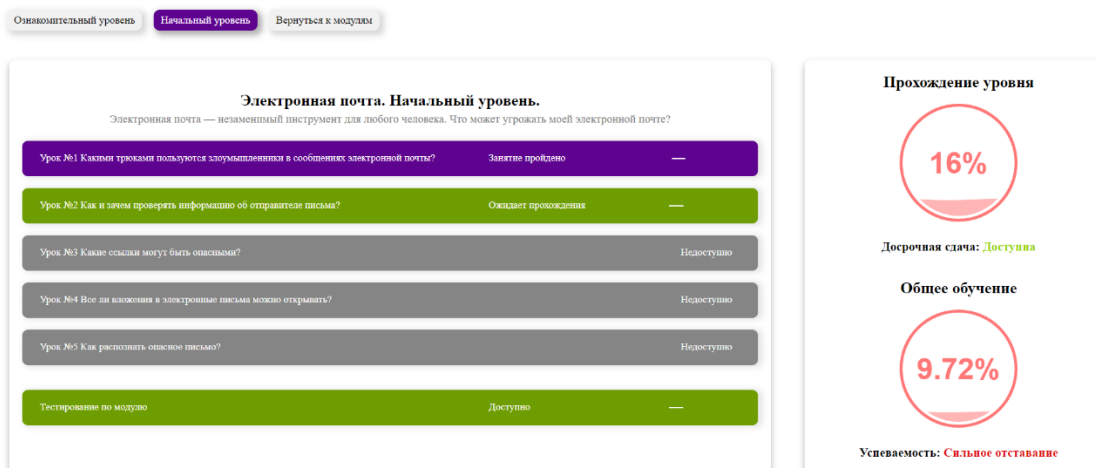 Ознакомительный уровень Начальный уровень Вернуться к модулям
Электронная почта. Начальный уровень.
Электронная почта — незаменимый инструмент для любого человека. Что может угрожать моей электронной почте?
Урок №1 Какими трюками пользуются злоумышленники в сообщениях электронной почты? Занятие пройдено —
Урок №2 Как и зачем проверять информацию об отправителе письма? Ожидает прохождения —
Урок №3 Какие ссылки могут быть опасными? Недоступно
Урок №4 Все ли вложения в электронные письма можно открывать? Недоступно
Урок №5 Как распознать опасное письмо? Недоступно
Тестирование по модулю Доступно —
Прохождение уровня
16%
Досрочная сдача: Доступна
Общее обучение
9.72%
Успеваемость: Сильное отставание